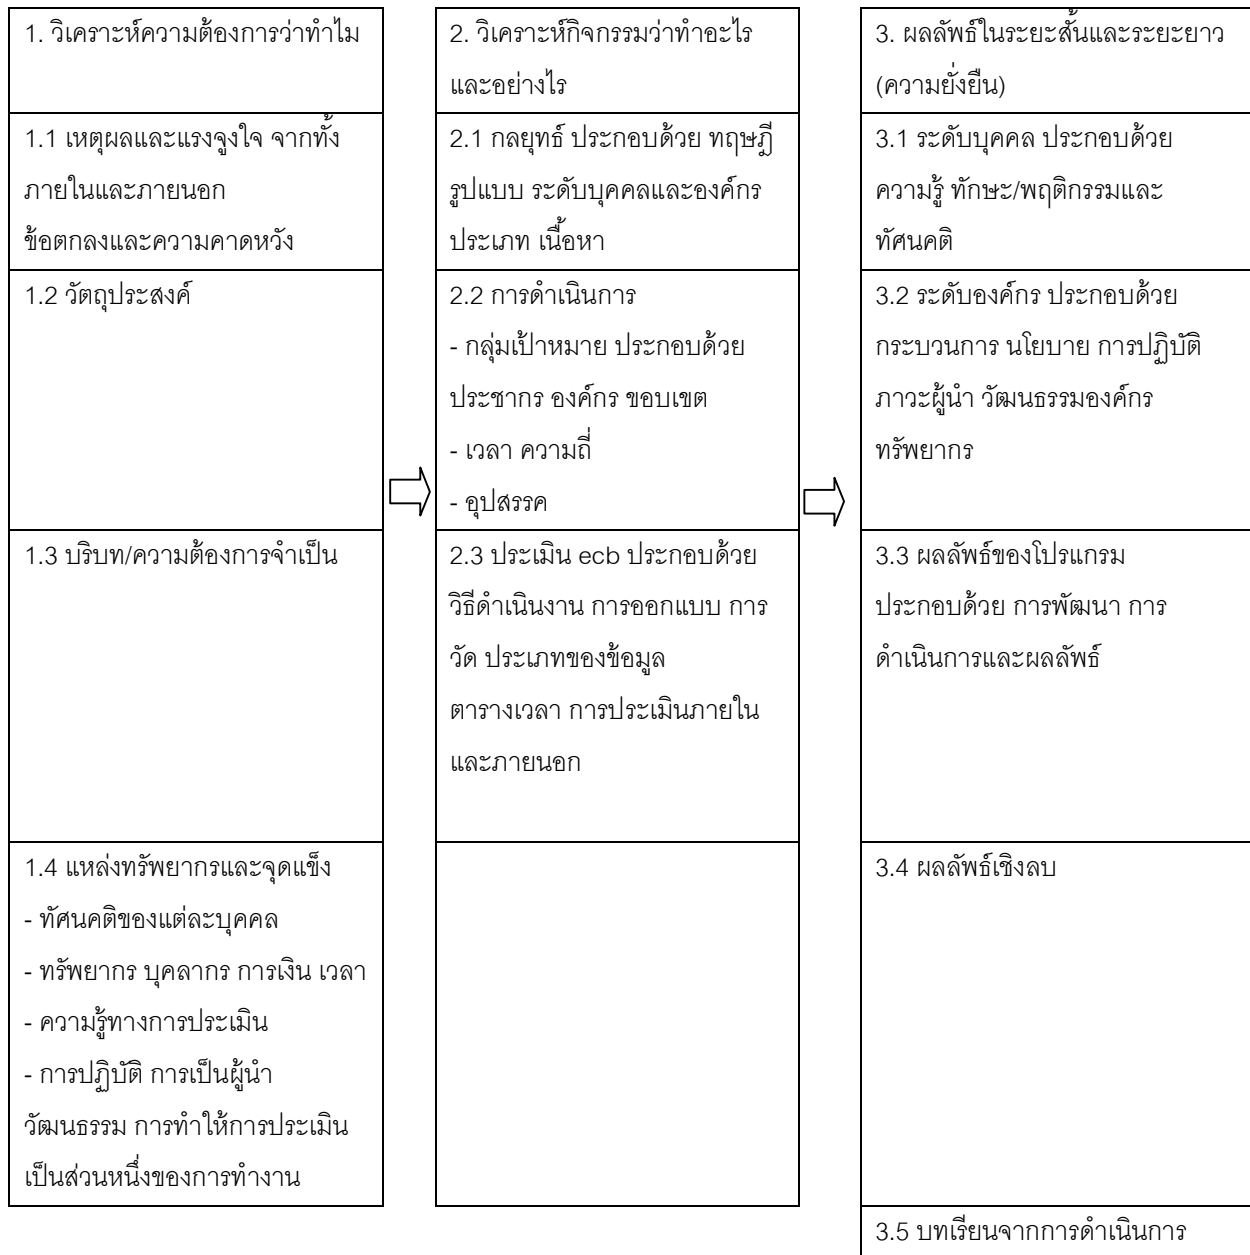 1. วิเคราะห์ความต้องการว่าทำไม
1.1 เหตุผลและแรงจูงใจ จากทั้ง
ภายในและภายนอก
ข้อตกลงและความคาดหวัง
1.2 วัตถุประสงค์
1.3 บริบท/ความต้องการจำเป็น
1.4 แหล่งทรัพยากรและจุดแข็ง
- ทัศนคติของแต่ละบุคคล
- ทรัพยากร บุคลากร การเงิน เวลา
- ความรู้ทางการประเมิน
- การปฏิบัติ การเป็นผู้นำ
วัฒนธรรม การทำให้การประเมิน
เป็นส่วนหนึ่งของการทำงาน
2. วิเคราะห์กิจกรรมว่าทำอะไร
และอย่างไร
2.1 กลยุทธ์ ประกอบด้วย ทฤษฎี
รูปแบบ ระดับบุคคลและองค์กร
ประเภท เนื้อหา
2.2 การดำเนินการ
- กลุ่มเป้าหมาย ประกอบด้วย
ประชากร องค์กร ขอบเขต
- เวลา ความถี่
- อุปสรรค
2.3 ประเมิน ecb ประกอบด้วย
วิธีดำเนินงาน การออกแบบ การ
วัด ประเภทของข้อมูล
ตารางเวลา การประเมินภายใน
และภายนอก
3. ผลลัพธ์ในระยะสั้นและระยะยาว
(ความยั่งยืน)
3.1 ระดับบุคคล ประกอบด้วย
ความรู้ ทักษะ/พฤติกรรมและ
ทัศนคติ
3.2 ระดับองค์กร ประกอบด้วย
กระบวนการ นโยบาย การปฏิบัติ
ภาวะผู้นำ วัฒนธรรมองค์กร
ทรัพยากร
3.3 ผลลัพธ์ของโปรแกรม
ประกอบด้วย การพัฒนา การ
ดำเนินการและผลลัพธ์
3.4 ผลลัพธ์เชิงลบ
3.5 บทเรียนจากการดำเนินการ